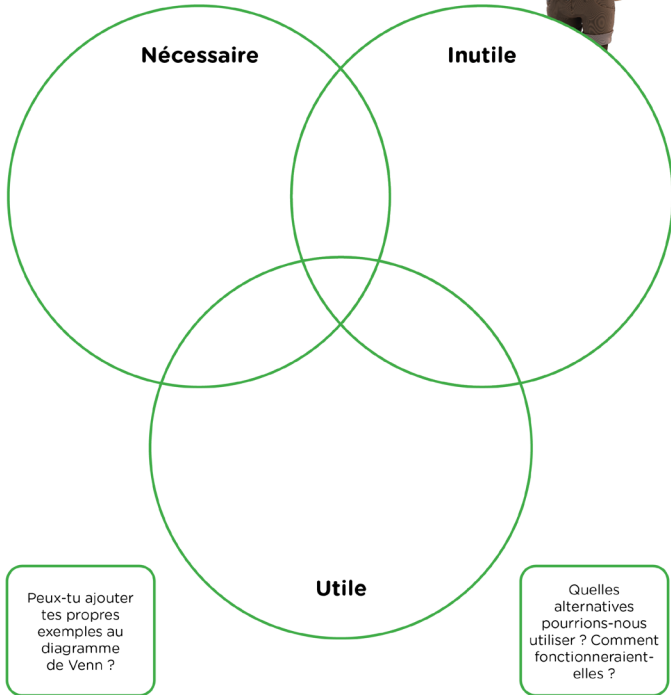 Nécessaire
Inutile
Utile
Peux-tu ajouter
tes propres
exemples au
diagramme
de Venn ?
Quelles
alternatives
pourrions-nous
utiliser ? Comment
fonctionneraient-
elles ?